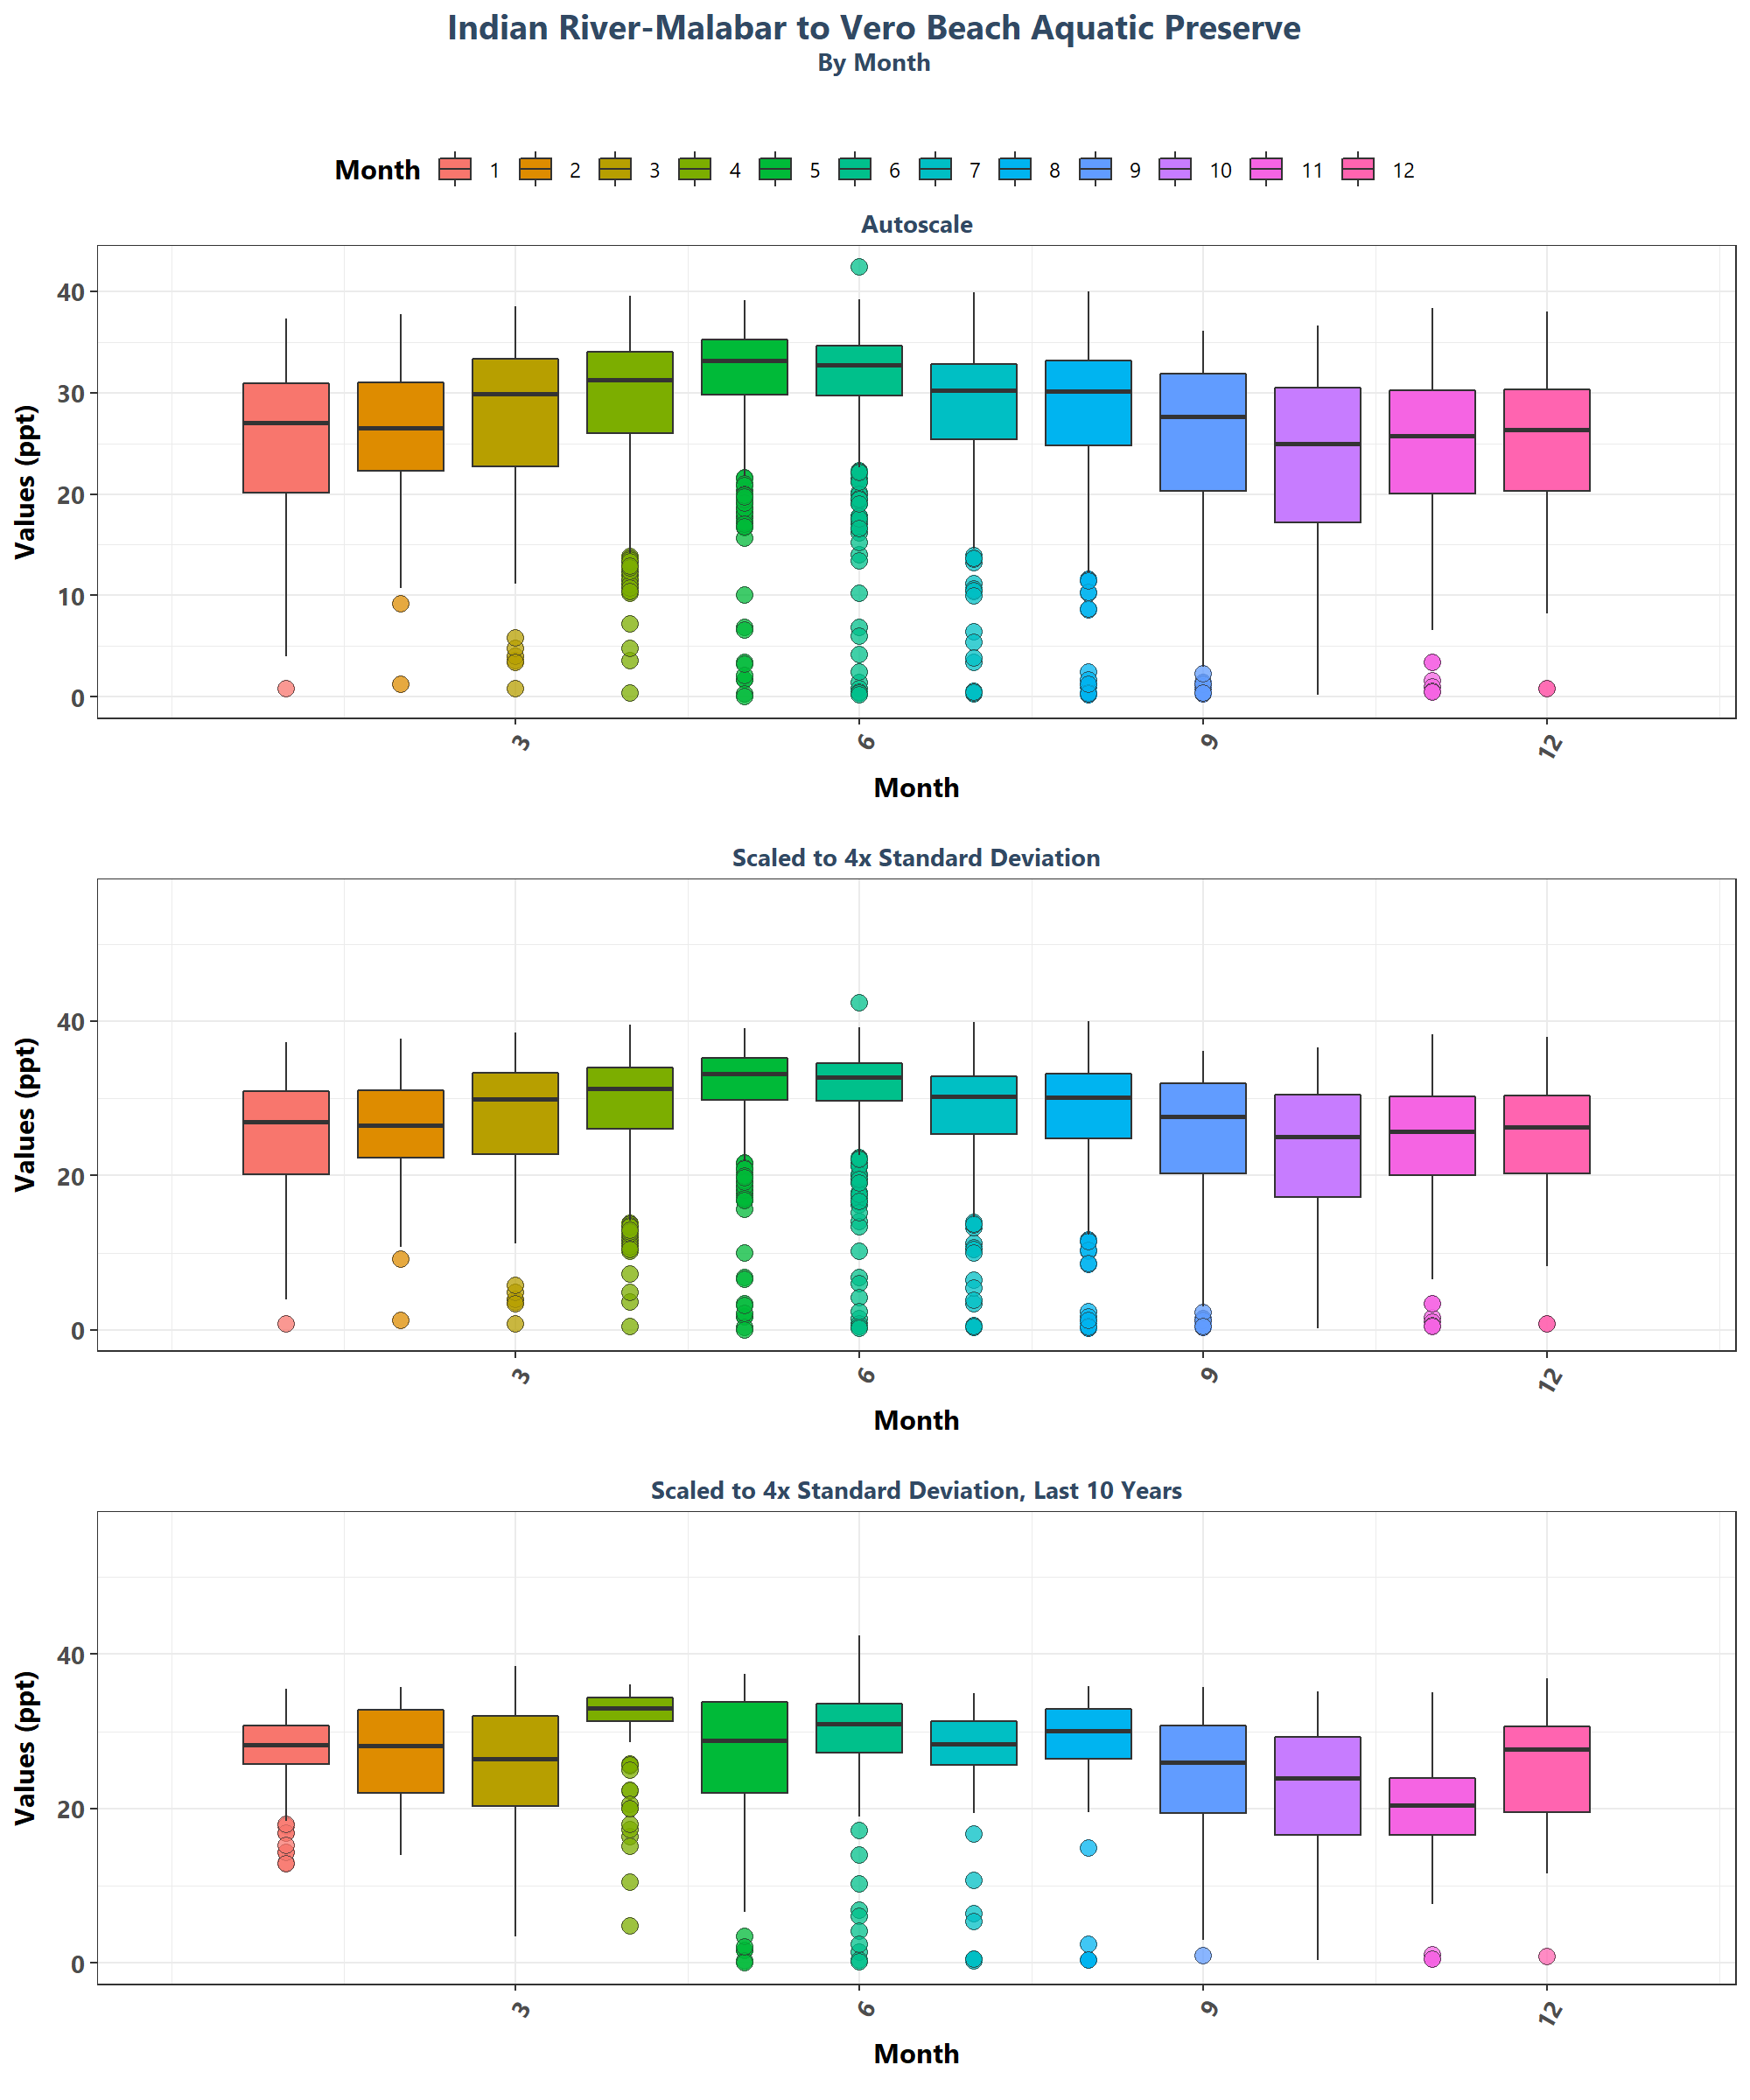 Indian River-Malabar to Vero Beach Aquatic Preserve
By Month
Month 1 2 3 4 5 6 7 8 9 10 11 12
Autoscale
Values (ppt)
40
30
20
10
0
3 6 9 12
Month
Scaled to 4x Standard Deviation
Values (ppt)
40
20
0
3 6 9 12
Month
Scaled to 4x Standard Deviation, Last 10 Years
Values (ppt)
40
20
0
3 6 9 12
Month